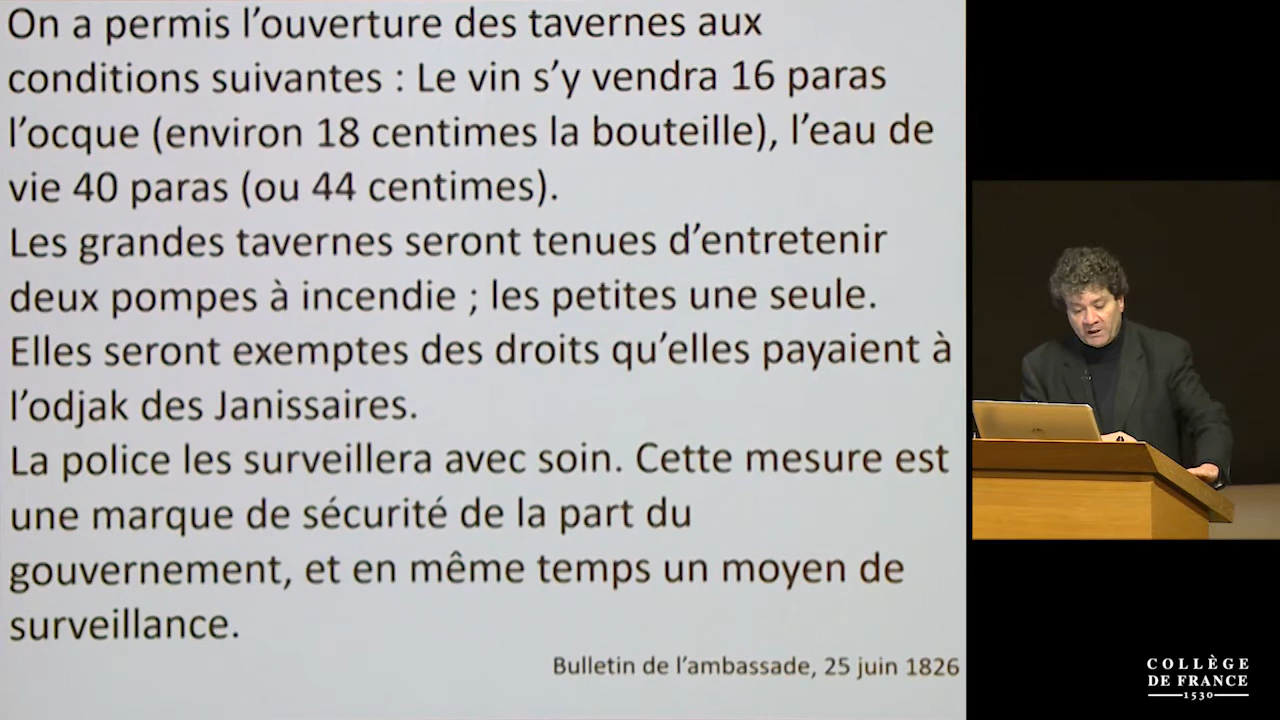 On a permis l’ouverture des tavernes aux
conditions suivantes : Le vin s’y vendra 16 paras
l’ocque (environ 18 centimes la bouteille), l’eau de
vie 40 paras (ou 44 centimes).
Les grandes tavernes seront tenues d’entretenir
deux pompes à incendie ; les petites une seule.
Elles seront exemptes des droits qu’elles payaient à
l’odjak des Janissaires.
La police les surveillera avec soin. Cette mesure est
une marque de sécurité de la part du
gouvernement, et en même temps un moyen de
surveillance.
Bulletin de l’ambassade, 25 juin 1826
COLLÈGE
DE FRANCE
1530